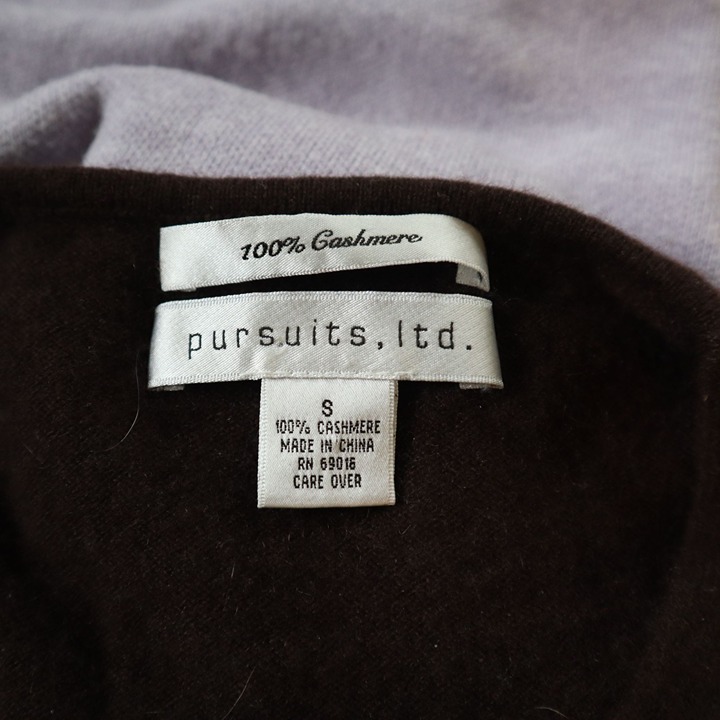 100% Cashmere
pursuits, ltd.
S
100% CASHMERE
MADE IN CHINA
RN 69016
CARE OVER